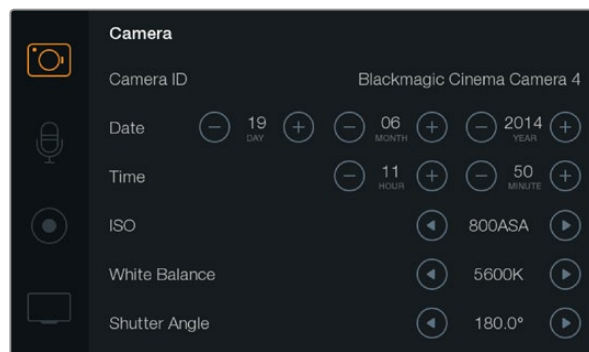 Camera
Camera ID Blackmagic Cinema Camera 4
Date 19 DAY 06 MONTH 2014 YEAR
Time 11 HOUR 50 MINUTE
ISO 800ASA
White Balance 5600K
Shutter Angle 180.0°